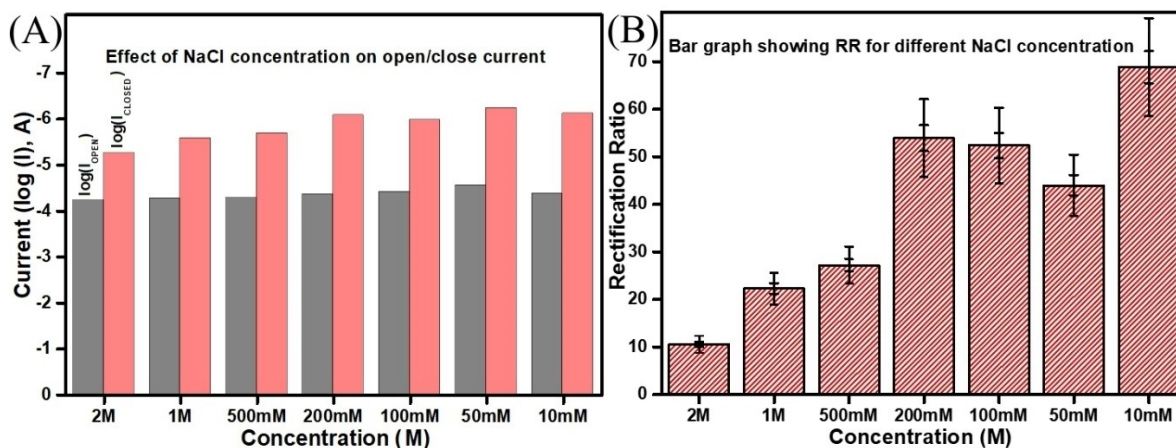 (A)
Effect of NaCl concentration on open/close current
Current (log (I), A)
-7
-6
-5
-4
-3
-2
-1
0
log(I_OPEN)
log(I_CLOSED)
2M 1M 500mM 200mM 100mM 50mM 10mM
Concentration (M)
(B)
Bar graph showing RR for different NaCl concentration
Rectification Ratio
70
60
50
40
30
20
10
0
2M 1M 500mM 200mM 100mM 50mM 10mM
Concentration (M)